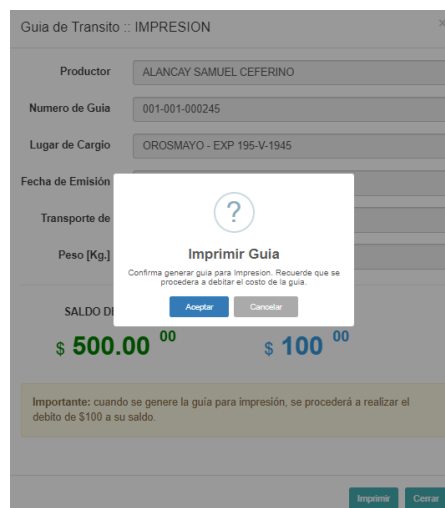 Guia de Transito :: IMPRESION ×
Productor ALANCAY SAMUEL CEFERINO
Numero de Guia 001-001-000245
Lugar de Cargio OROSMAYO - EXP 195-V-1945
Fecha de Emisión
Transporte de
Peso [Kg.]
?
Imprimir Guia
Confirma generar guia para Impresion. Recuerde que se
procedera a debitar el costo de la guia.
Aceptar Cancelar
SALDO
$ 500.00 00 $ 100 00
Importante: cuando se genere la guía para impresión, se procederá a realizar el
debito de $100 a su saldo.
Imprimir Cerrar